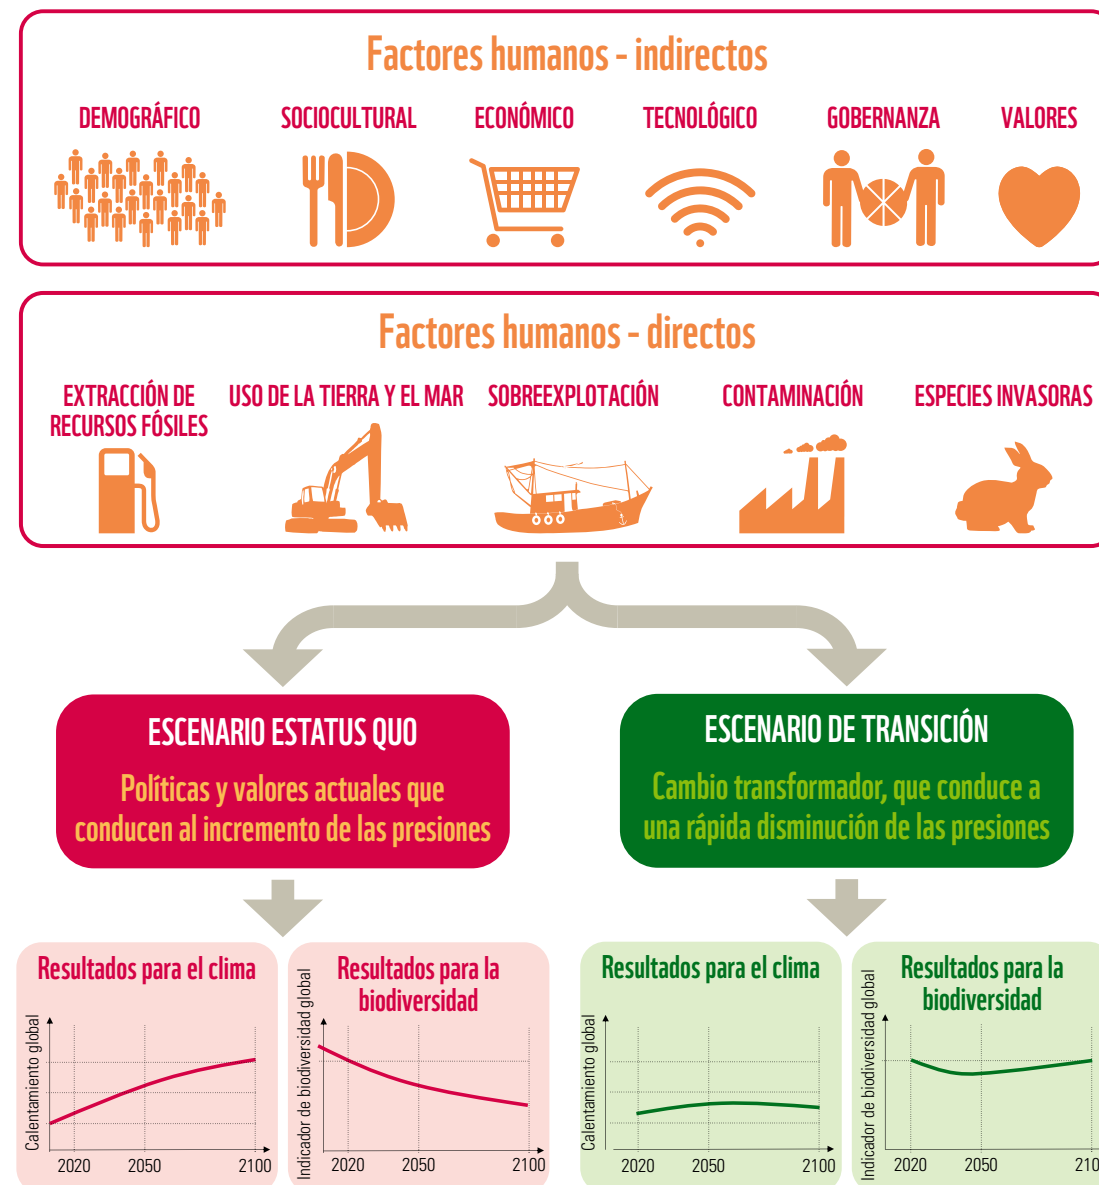 Factores humanos - indirectos
DEMOGRÁFICO
SOCIOCULTURAL
ECONÓMICO
TECNOLÓGICO
GOBERNANZA
VALORES
Factores humanos - directos
EXTRACCIÓN DE
RECURSOS FÓSILES
USO DE LA TIERRA Y EL MAR
SOBREEXPLOTACIÓN
CONTAMINACIÓN
ESPECIES INVASORAS
ESCENARIO ESTATUS QUO
Políticas y valores actuales que
conducen al incremento de las presiones
ESCENARIO DE TRANSICIÓN
Cambio transformador, que conduce a
una rápida disminución de las presiones
Resultados para el clima
Calentamiento global
2020 2050 2100
Resultados para la
biodiversidad
Indicador de biodiversidad global
2020 2050 2100
Resultados para el clima
Calentamiento global
2020 2050 2100
Resultados para la
biodiversidad
Indicador de biodiversidad global
2020 2050 210